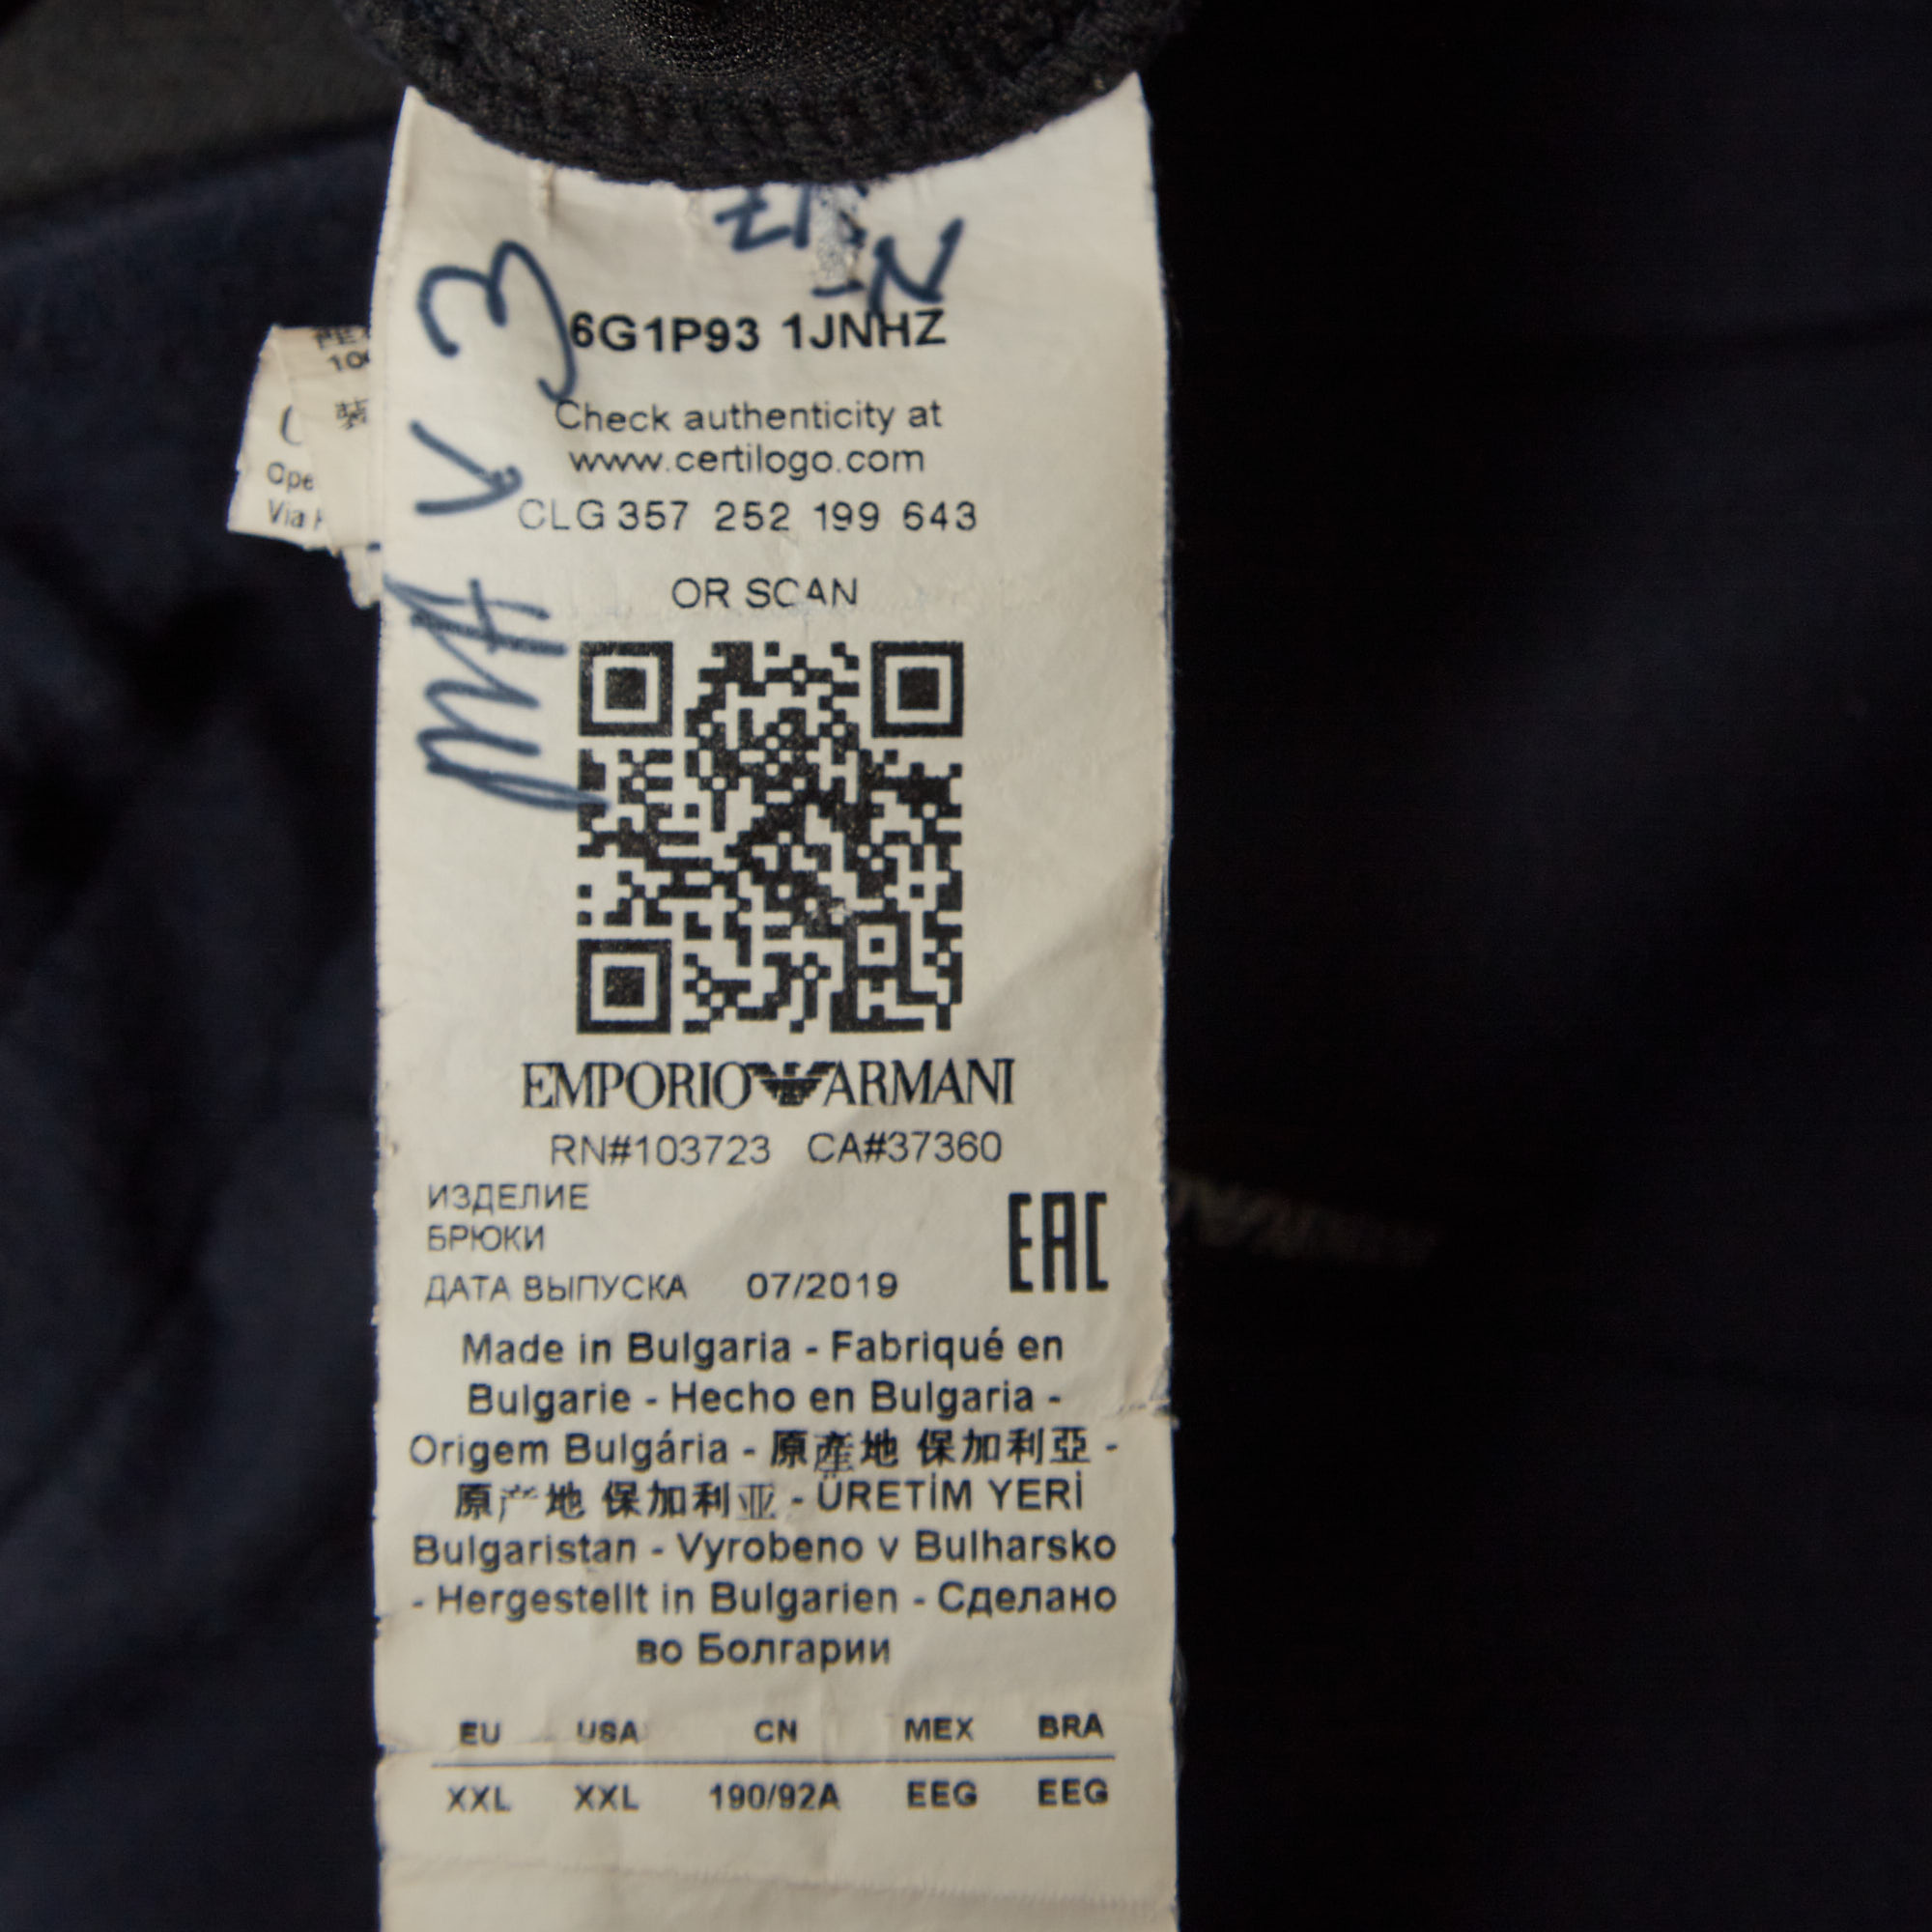 MAV 3
6G1P93 1JNHZ
Check authenticity at
www.certilogo.com
CLG 357 252 199 643
OR SCAN
EMPORIO ARMANI
RN#103723 CA#37360
ИЗДЕЛИЕ
БРЮКИ
EAC
ДАТА ВЫПУСКА 07/2019
Made in Bulgaria - Fabriqué en
Bulgarie - Hecho en Bulgaria -
Origem Bulgária - 原產地 保加利亞 -
原产地 保加利亚 - ÜRETİM YERİ
Bulgaristan - Vyrobeno v Bulharsko
- Hergestellt in Bulgarien - Сделано
во Болгарии
EU USA CN MEX BRA
XXL XXL 190/92A EEG EEG